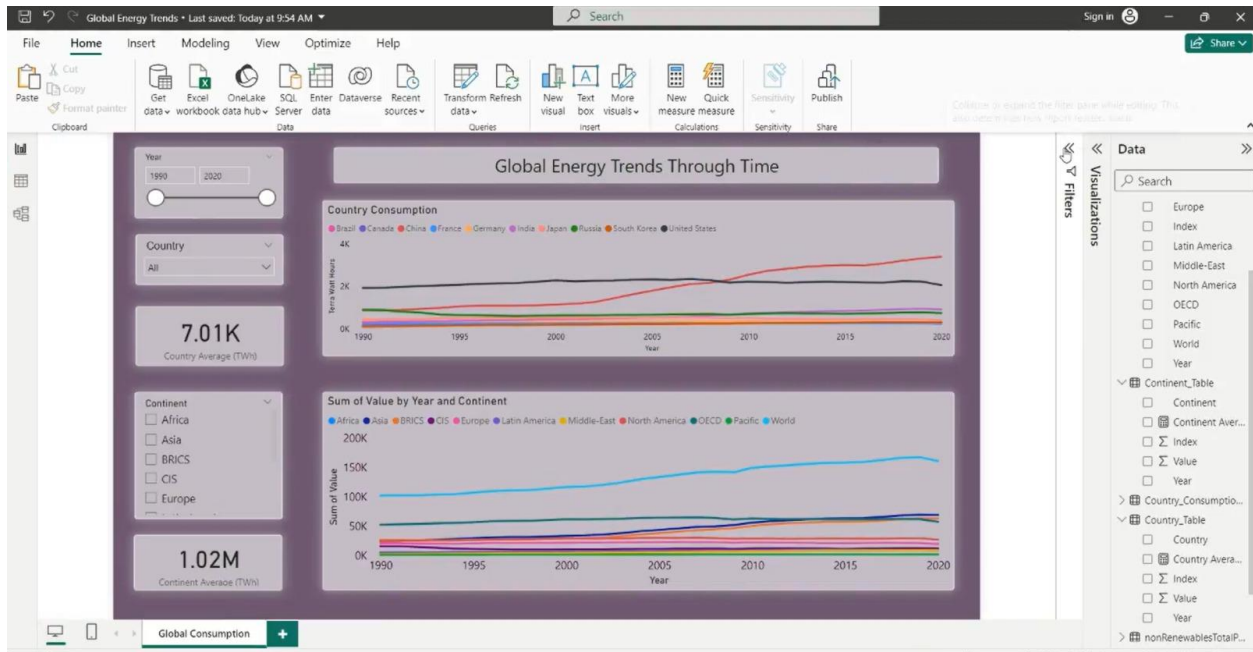 Global Energy Trends • Last saved: Today at 9:54 AM
Search
Sign in
File Home Insert Modeling View Optimize Help
Share
Paste
Cut
Copy
Format painter
Clipboard
Get data
Excel workbook
OneLake data hub
SQL Server
Enter data
Dataverse
Recent sources
Data
Transform data
Refresh
Queries
New visual
Text box
More visuals
Insert
New measure
Quick measure
Calculations
Sensitivity
Sensitivity
Publish
Share
Year
1990 2020
Country
All
7.01K
Country Average (TWh)
Continent
Africa
Asia
BRICS
CIS
Europe
1.02M
Continent Average (TWh)
Global Energy Trends Through Time
Country Consumption
Brazil Canada China France Germany India Japan Russia South Korea United States
4K
2K
0K
Terra Watt Hours
1990 1995 2000 2005 2010 2015 2020
Year
Sum of Value by Year and Continent
Africa Asia BRICS CIS Europe Latin America Middle-East North America OECD Pacific World
200K
150K
100K
50K
0K
Sum of Value
1990 1995 2000 2005 2010 2015 2020
Year
Filters
Visualizations
Data
Search
Europe
Index
Latin America
Middle-East
North America
OECD
Pacific
World
Year
Continent_Table
Continent
Continent Aver...
Index
Value
Year
Country_Consumptio...
Country_Table
Country
Country Avera...
Index
Value
Year
nonRenewablesTotalP...
Global Consumption